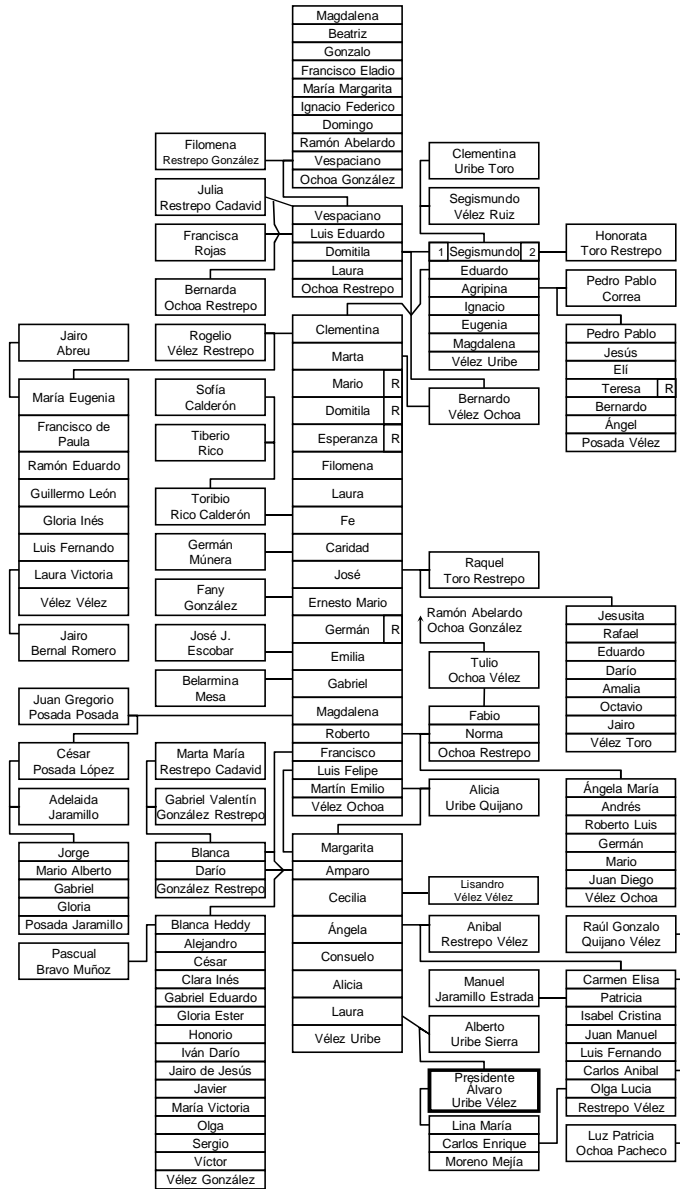 Magdalena
Beatriz
Gonzalo
Francisco Eladio
María Margarita
Ignacio Federico
Domingo
Ramón Abelardo
Vespaciano
Ochoa González
Filomena
Restrepo González
Julia
Restrepo Cadavid
Francisca
Rojas
Bernarda
Ochoa Restrepo
Vespaciano
Luis Eduardo
Domitila
Laura
Ochoa Restrepo
Clementina
Uribe Toro
Segismundo
Vélez Ruiz
1 Segismundo 2
Eduardo
Agripina
Ignacio
Eugenia
Magdalena
Vélez Uribe
Honorata
Toro Restrepo
Pedro Pablo
Correa
Pedro Pablo
Jesús
Elí
Teresa R
Bernardo
Ángel
Posada Vélez
Bernardo
Vélez Ochoa
Jairo
Abreu
María Eugenia
Francisco de
Paula
Ramón Eduardo
Guillermo León
Gloria Inés
Luis Fernando
Laura Victoria
Vélez Vélez
Jairo
Bernal Romero
Rogelio
Vélez Restrepo
Sofía
Calderón
Tiberio
Rico
Toribio
Rico Calderón
Germán
Múnera
Fany
González
José J.
Escobar
Belarmina
Mesa
Clementina
Marta
Mario R
Domitila R
Esperanza R
Filomena
Laura
Fe
Caridad
José
Ernesto Mario
Germán R
Emilia
Gabriel
Magdalena
Roberto
Francisco
Luis Felipe
Martín Emilio
Vélez Ochoa
Raquel
Toro Restrepo
Ramón Abelardo
Ochoa González
Tulio
Ochoa Vélez
Fabio
Norma
Ochoa Restrepo
Jesusita
Rafael
Eduardo
Darío
Amalia
Octavio
Jairo
Vélez Toro
Juan Gregorio
Posada Posada
César
Posada López
Adelaida
Jaramillo
Jorge
Mario Alberto
Gabriel
Gloria
Posada Jaramillo
Pascual
Bravo Muñoz
Marta María
Restrepo Cadavid
Gabriel Valentín
González Restrepo
Blanca
Darío
González Restrepo
Blanca Heddy
Alejandro
César
Clara Inés
Gabriel Eduardo
Gloria Ester
Honorio
Iván Darío
Jairo de Jesús
Javier
María Victoria
Olga
Sergio
Víctor
Vélez González
Alicia
Uribe Quijano
Margarita
Amparo
Cecilia
Ángela
Consuelo
Alicia
Laura
Vélez Uribe
Lisandro
Vélez Vélez
Anibal
Restrepo Vélez
Manuel
Jaramillo Estrada
Alberto
Uribe Sierra
Presidente
Álvaro
Uribe Vélez
Lina María
Carlos Enrique
Moreno Mejía
Ángela María
Andrés
Roberto Luis
Germán
Mario
Juan Diego
Vélez Ochoa
Raúl Gonzalo
Quijano Vélez
Carmen Elisa
Patricia
Isabel Cristina
Juan Manuel
Luis Fernando
Carlos Anibal
Olga Lucia
Restrepo Vélez
Luz Patricia
Ochoa Pacheco